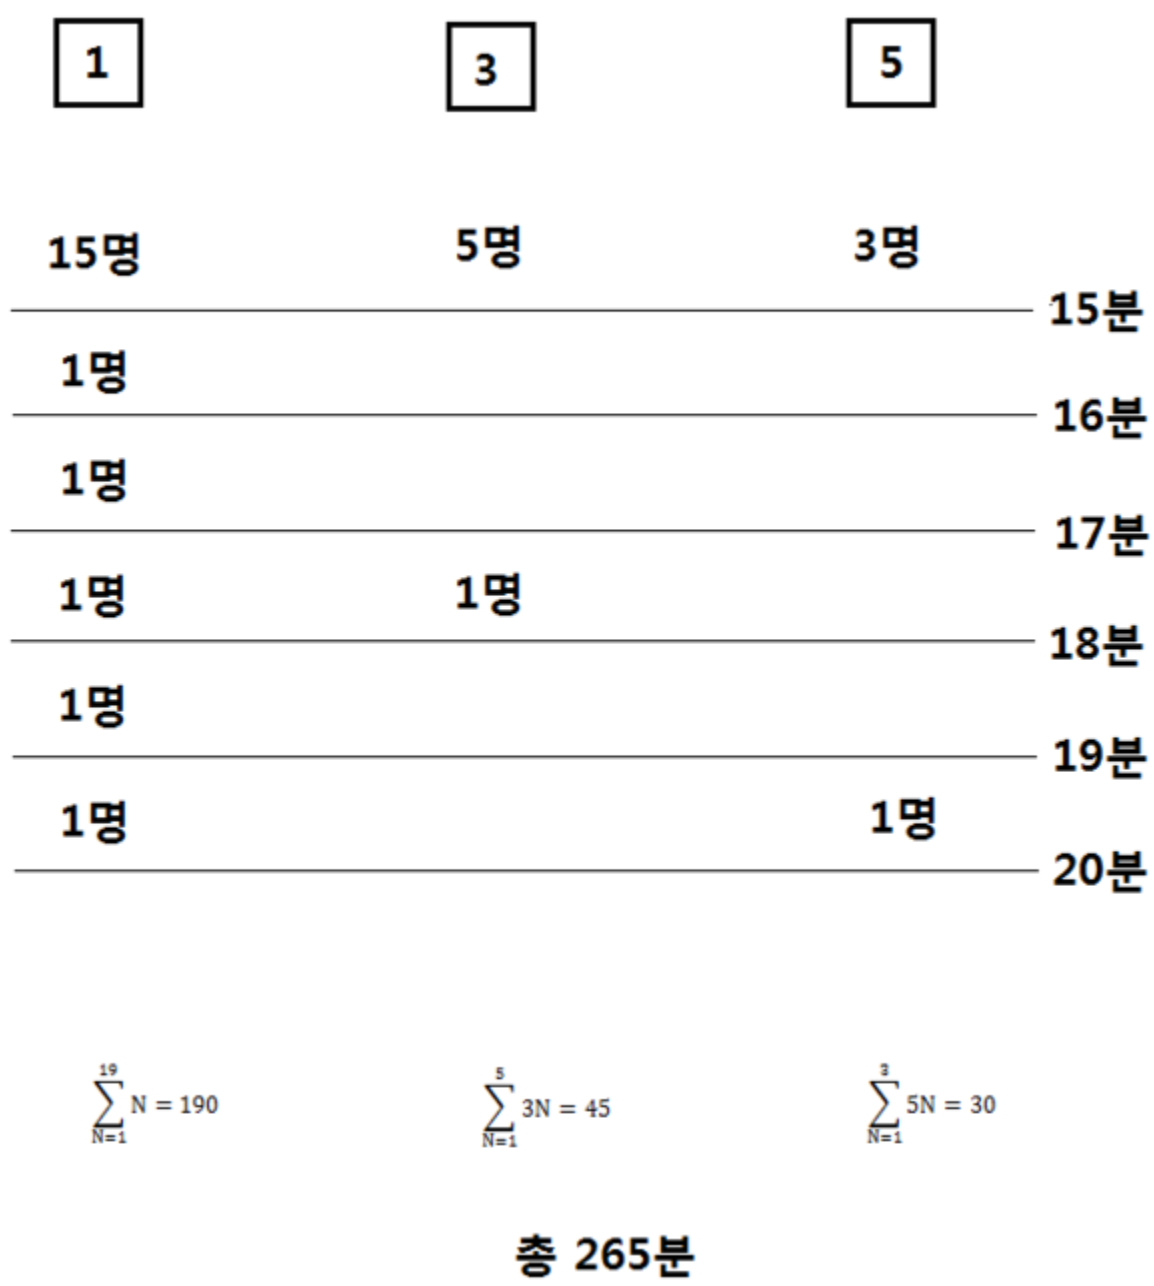 1 3 5
15명 5명 3명
15분
1명
16분
1명
17분
1명 1명
18분
1명
19분
1명 1명
20분
19 5 3
∑ N = 190 ∑ 3N = 45 ∑ 5N = 30
N=1 N=1 N=1
총 265분